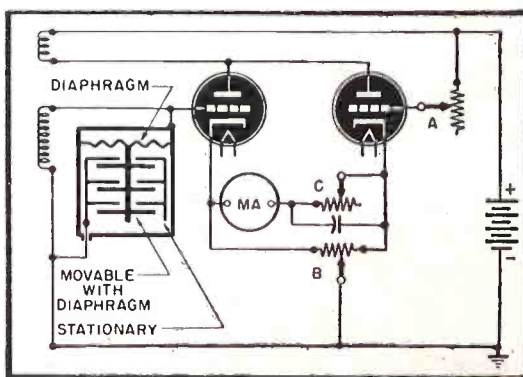 DIAPHRAGM
A
C
MA
+
B
-
MOVABLE
WITH
DIAPHRAGM
STATIONARY